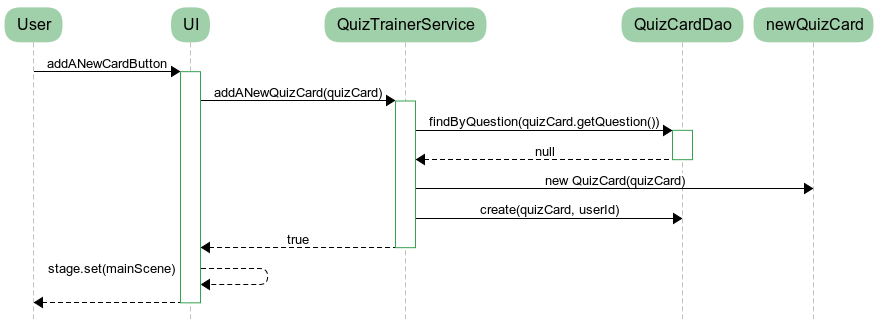 User
UI
QuizTrainerService
QuizCardDao
newQuizCard
addANewCardButton
addANewQuizCard(quizCard)
findByQuestion(quizCard.getQuestion())
null
new QuizCard(quizCard)
create(quizCard, userId)
true
stage.set(mainScene)